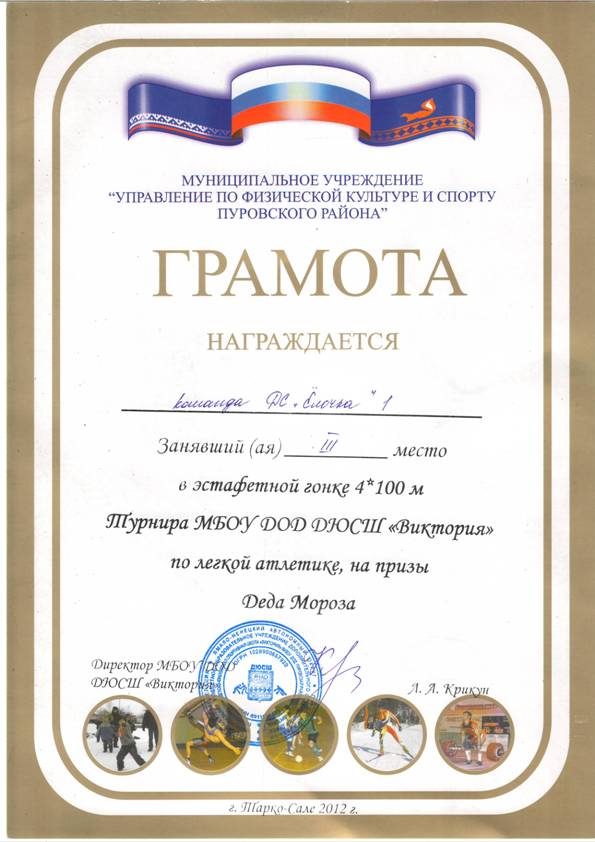 МУНИЦИПАЛЬНОЕ УЧРЕЖДЕНИЕ
“УПРАВЛЕНИЕ ПО ФИЗИЧЕСКОЙ КУЛЬТУРЕ И СПОРТУ
ПУРОВСКОГО РАЙОНА”
ГРАМОТА
НАГРАЖДАЕТСЯ
команда ДС „Ёлочка" 1
Занявший (ая) III место
в эстафетной гонке 4*100 м
Турнира МБОУ ДОД ДЮСШ «Виктория»
по легкой атлетике, на призы
Деда Мороза
Директор МБОУ ДОД
ДЮСШ «Виктория»
Л. А. Крикун
ДЮСШ
г. Тарко-Сале 2012 г.